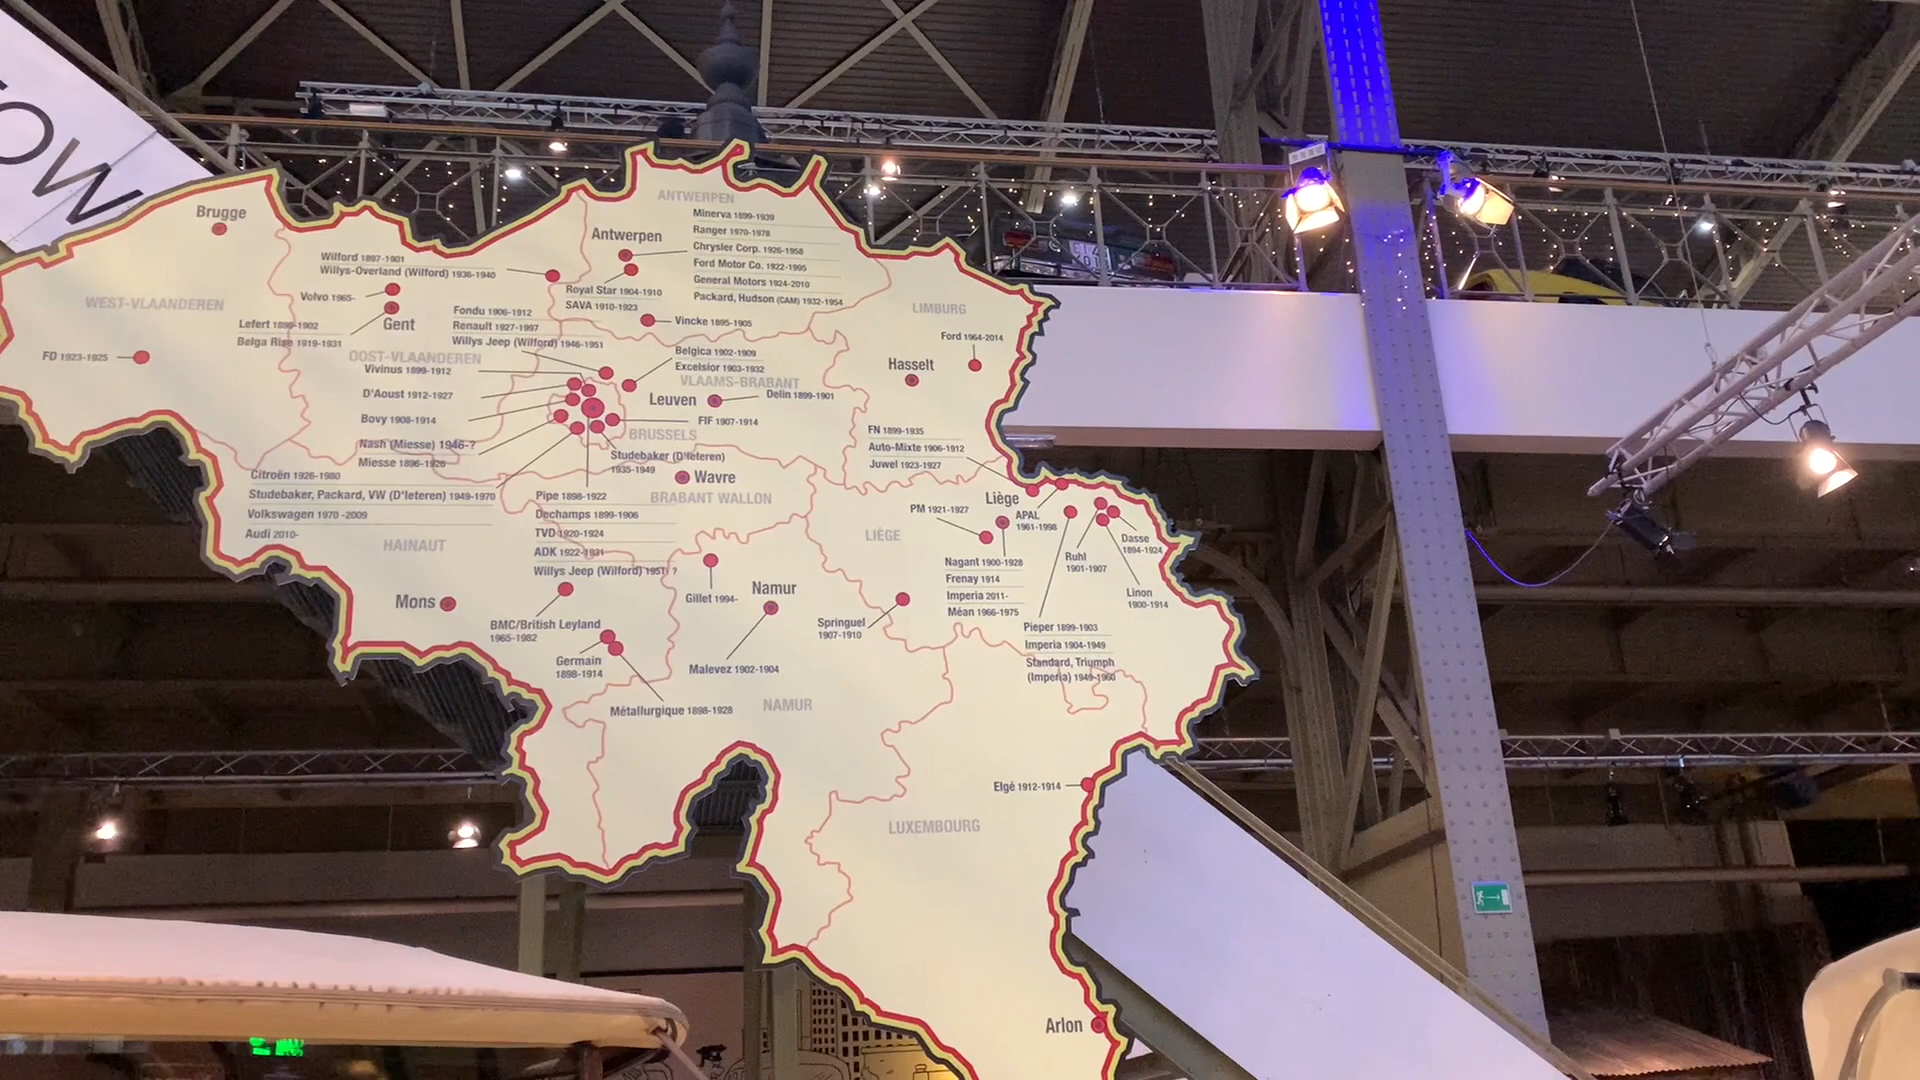 OW
ANTWERPEN
Brugge
Minerva 1899-1939
Ranger 1970-1978
Antwerpen
Chrysler Corp. 1926-1958
Wilford 1897-1901
Willys-Overland (Wilford) 1936-1940
Ford Motor Co. 1922-1995
General Motors 1924-2010
Royal Star 1904-1910
Packard, Hudson (CAM) 1932-1954
Volvo 1965-
SAVA 1910-1923
WEST-VLAANDEREN
LIMBURG
Fondu 1906-1912
Vincke 1895-1905
Lefert 1898-1902
Gent
Renault 1927-1997
Belga Rise 1919-1931
Willys Jeep (Wilford) 1946-1951
Ford 1964-2014
FD 1923-1925
OOST-VLAANDEREN
Belgica 1902-1909
Excelsior 1903-1932
Hasselt
Vivinus 1899-1912
VLAAMS-BRABANT
D'Aoust 1912-1927
Leuven
Delin 1899-1901
Bovy 1908-1914
FIF 1907-1914
BRUSSELS
FN 1899-1935
Nash (Miesse) 1946-?
Auto-Mixte 1906-1912
Miesse 1896-1926
Studebaker (D'Ieteren)
1935-1949
Juwel 1923-1927
Citroën 1926-1980
Wavre
Studebaker, Packard, VW (D'Ieteren) 1949-1970
Pipe 1898-1922
BRABANT WALLON
Liège
Volkswagen 1970 -2009
Dechamps 1899-1906
PM 1921-1927
APAL
1961-1998
Audi 2010-
TVD 1920-1924
LIÈGE
HAINAUT
ADK 1922-1931
Dasse
1894-1924
Willys Jeep (Wilford) 1951- ?
Ruhl
1901-1907
Nagant 1900-1928
Frenay 1914
Imperia 2011-
Méan 1966-1975
Linon
1900-1914
Gillet 1994-
Namur
Mons
BMC/British Leyland
1965-1982
Springuel
1907-1910
Pieper 1899-1903
Imperia 1904-1949
Standard, Triumph
(Imperia) 1949-1960
Germain
1898-1914
Malevez 1902-1904
Métallurgique 1898-1928
NAMUR
Elgé 1912-1914
LUXEMBOURG
Arlon